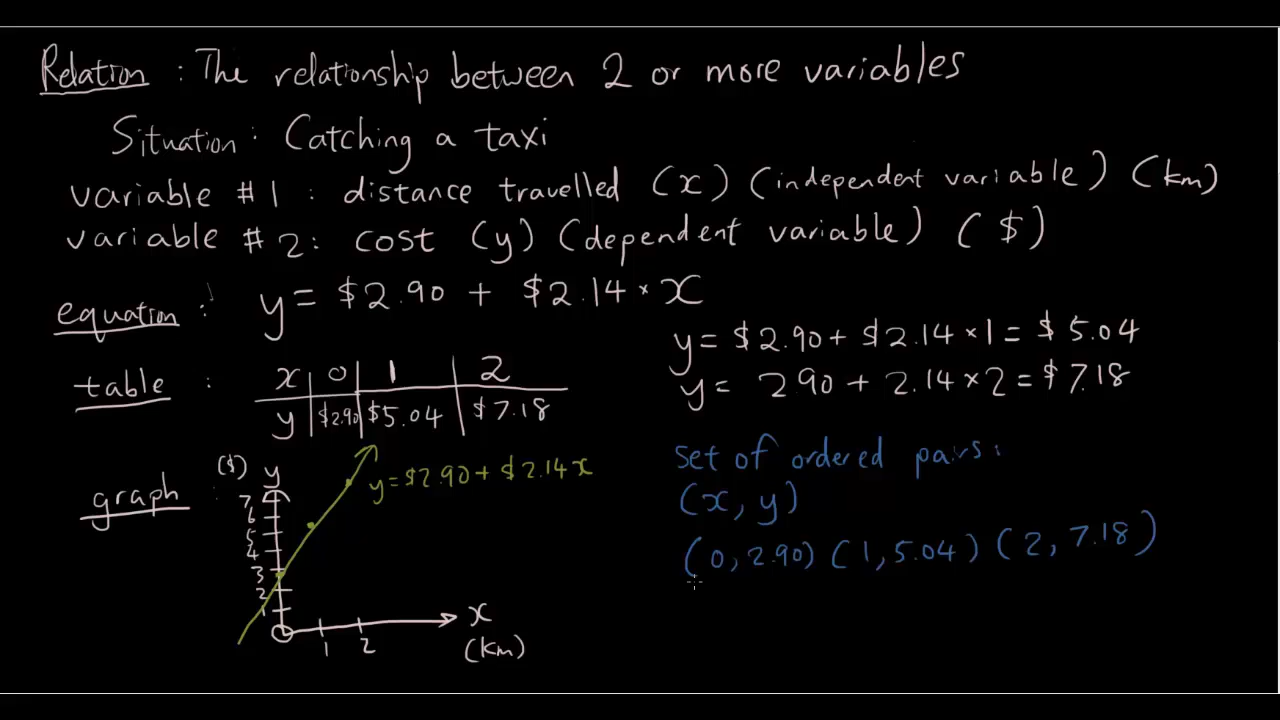 Relation : The relationship between 2 or more variables
Situation : Catching a taxi
variable #1 : distance travelled (x) (independent variable) (km)
variable #2 : cost (y) (dependent variable) ($)
equation : y = $2.90 + $2.14 × x
y = $2.90 + $2.14 × 1 = $5.04
y = 2.90 + 2.14 × 2 = $7.18
table : x 0 1 2
y $2.90 $5.04 $7.18
Set of ordered pairs :
(x, y)
(0, 2.90) (1, 5.04) (2, 7.18)
graph :
($) y
y = $2.90 + $2.14x
7
6
5
4
3
2
1
1 2
x
(km)